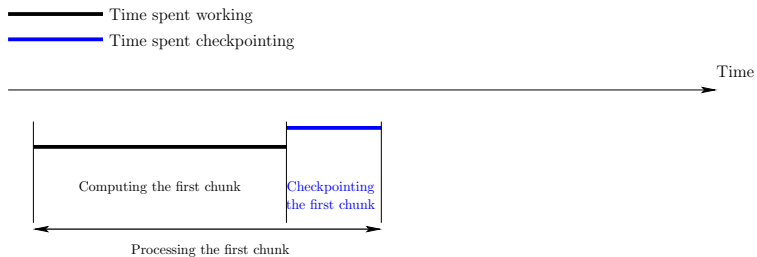 Time spent working
Time spent checkpointing
Time
Computing the first chunk
Checkpointing
the first chunk
Processing the first chunk